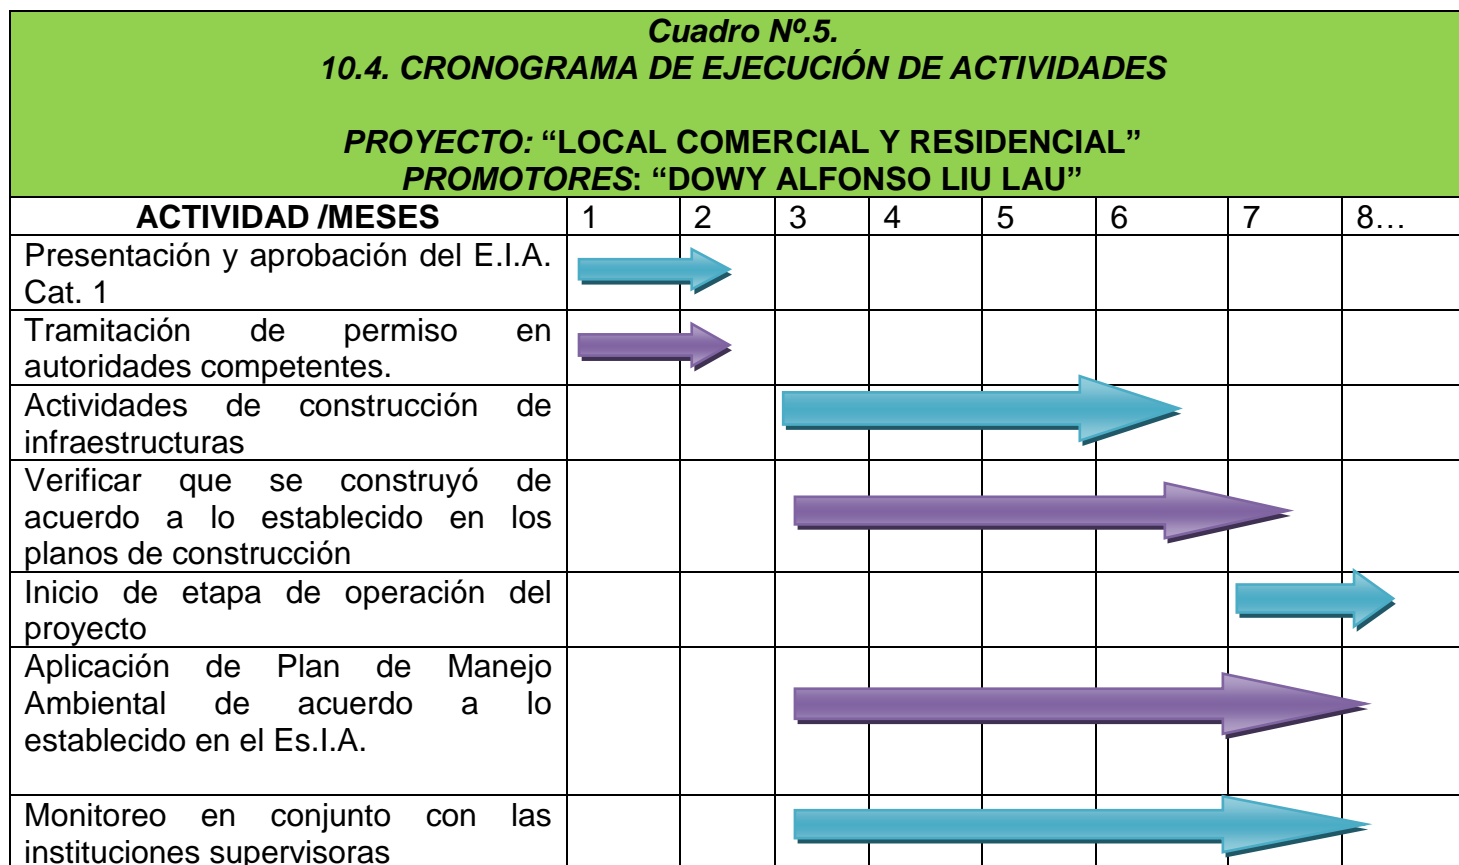 Cuadro Nº.5.
10.4. CRONOGRAMA DE EJECUCIÓN DE ACTIVIDADES
PROYECTO: “LOCAL COMERCIAL Y RESIDENCIAL”
PROMOTORES: “DOWY ALFONSO LIU LAU”
ACTIVIDAD /MESES 1 2 3 4 5 6 7 8…
Presentación y aprobación del E.I.A.
Cat. 1
Tramitación de permiso en
autoridades competentes.
Actividades de construcción de
infraestructuras
Verificar que se construyó de
acuerdo a lo establecido en los
planos de construcción
Inicio de etapa de operación del
proyecto
Aplicación de Plan de Manejo
Ambiental de acuerdo a lo
establecido en el Es.I.A.
Monitoreo en conjunto con las
instituciones supervisoras